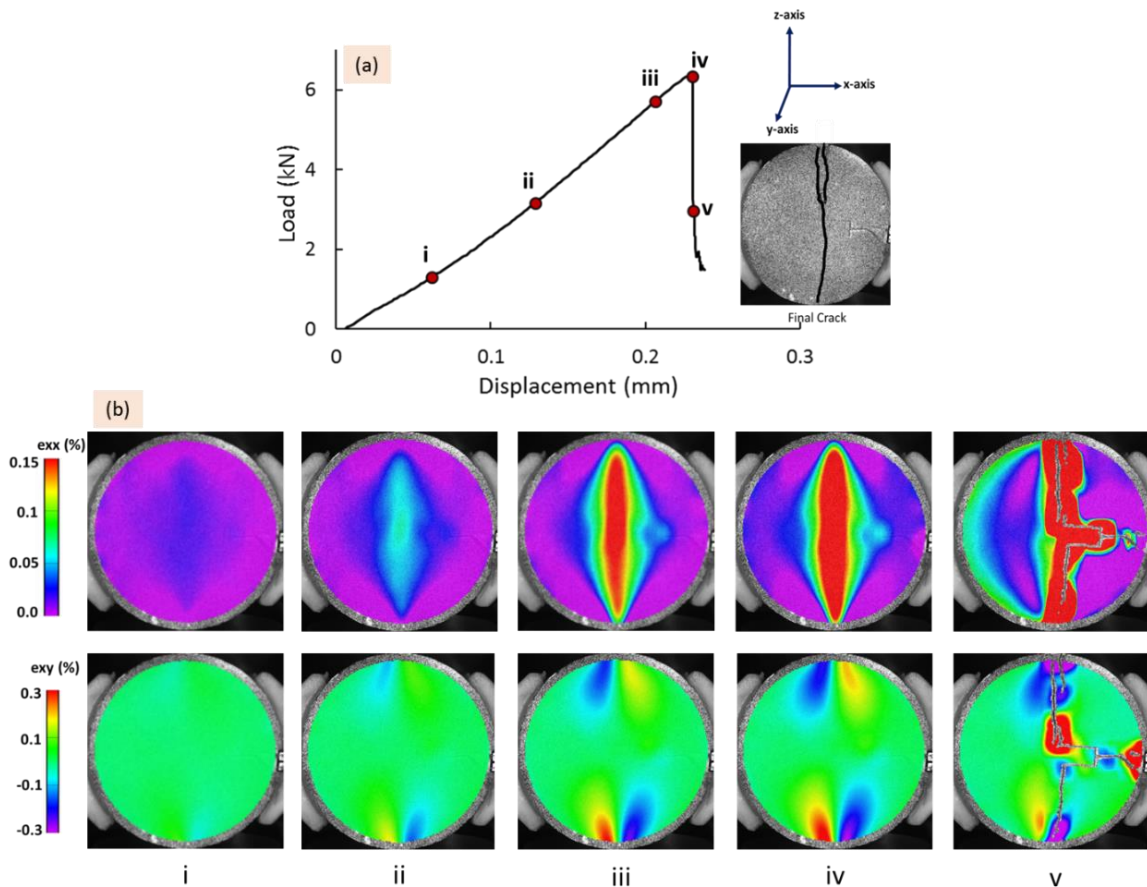 (a)
iv
iii
ii
i
v
6
4
2
0
Load (kN)
0
0.1
0.2
0.3
Displacement (mm)
z-axis
x-axis
y-axis
Final Crack
(b)
exx (%)
0.15
0.10
0.05
0.0
exy (%)
0.3
0.1
-0.1
-0.3
i
ii
iii
iv
v